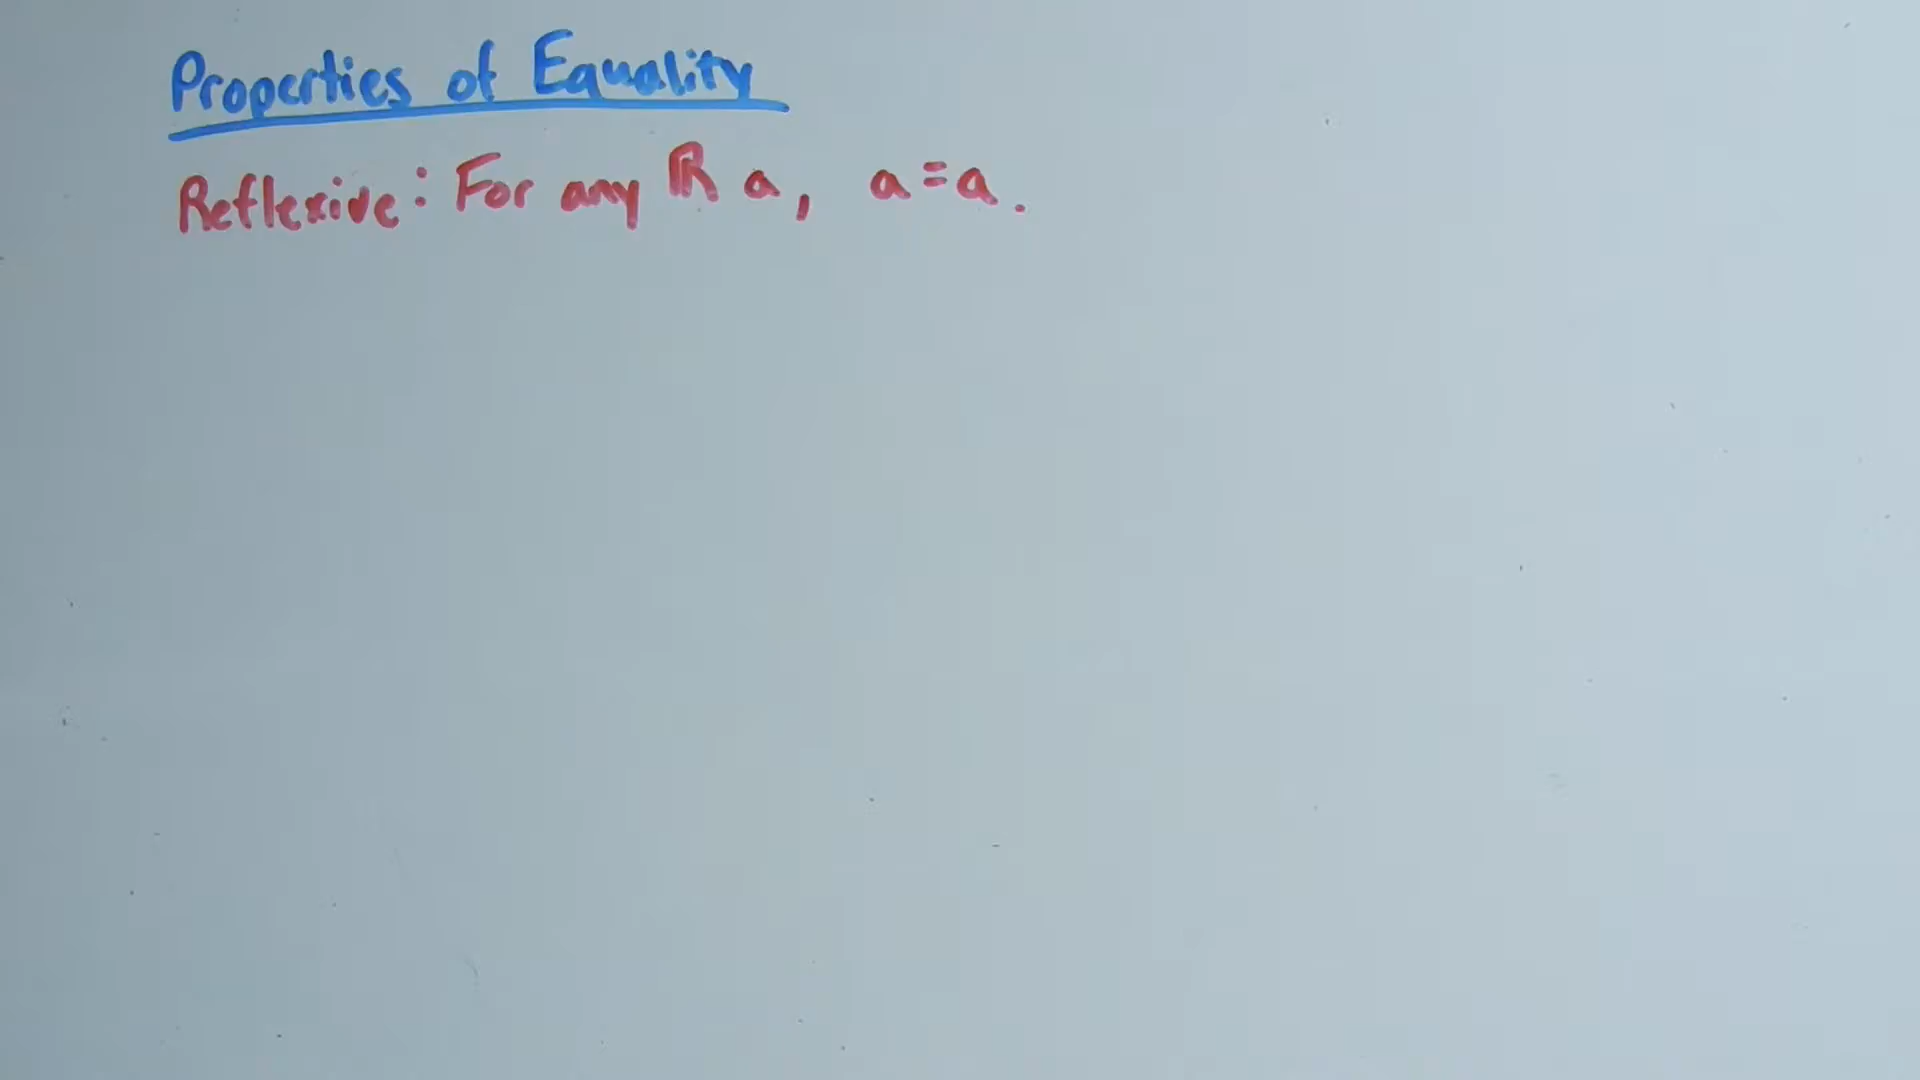 Properties of Equality
Reflexive: For any ℝ a, a=a.